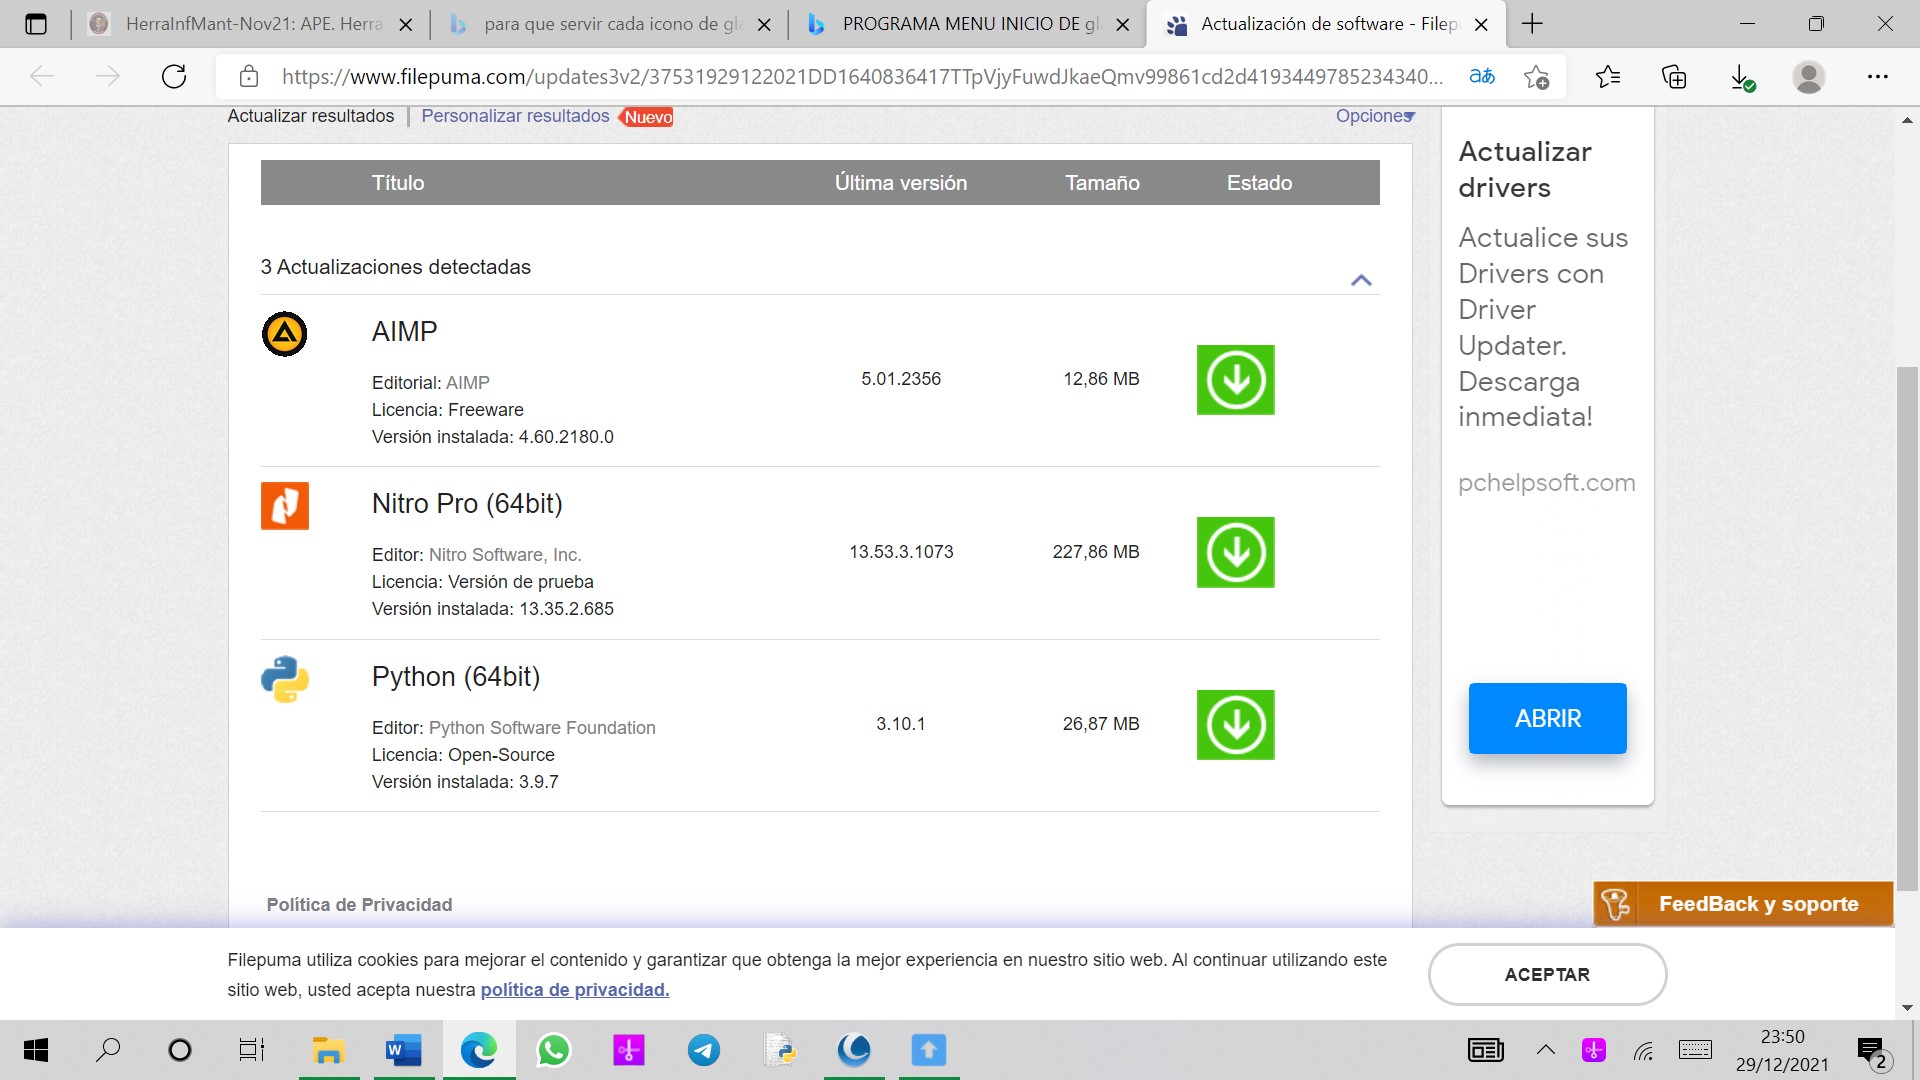 HerraInfMant-Nov21: APE. Herra
para que servir cada icono de gla
PROGRAMA MENU INICIO DE gl
Actualización de software - Filep
https://www.filepuma.com/updates3v2/37531929122021DD1640836417TTpVjyFuwdJkaeQmv99861cd2d4193449785234340...
aあ
Actualizar resultados | Personalizar resultados Nuevo
Opciones
Título Última versión Tamaño Estado
3 Actualizaciones detectadas
AIMP
Editorial: AIMP
Licencia: Freeware
Versión instalada: 4.60.2180.0
5.01.2356 12,86 MB
Nitro Pro (64bit)
Editor: Nitro Software, Inc.
Licencia: Versión de prueba
Versión instalada: 13.35.2.685
13.53.3.1073 227,86 MB
Python (64bit)
Editor: Python Software Foundation
Licencia: Open-Source
Versión instalada: 3.9.7
3.10.1 26,87 MB
Política de Privacidad
Actualizar
drivers
Actualice sus
Drivers con
Driver
Updater.
Descarga
inmediata!
pchelpsoft.com
ABRIR
FeedBack y soporte
Filepuma utiliza cookies para mejorar el contenido y garantizar que obtenga la mejor experiencia en nuestro sitio web. Al continuar utilizando este
sitio web, usted acepta nuestra política de privacidad.
ACEPTAR
W
23:50
29/12/2021
2